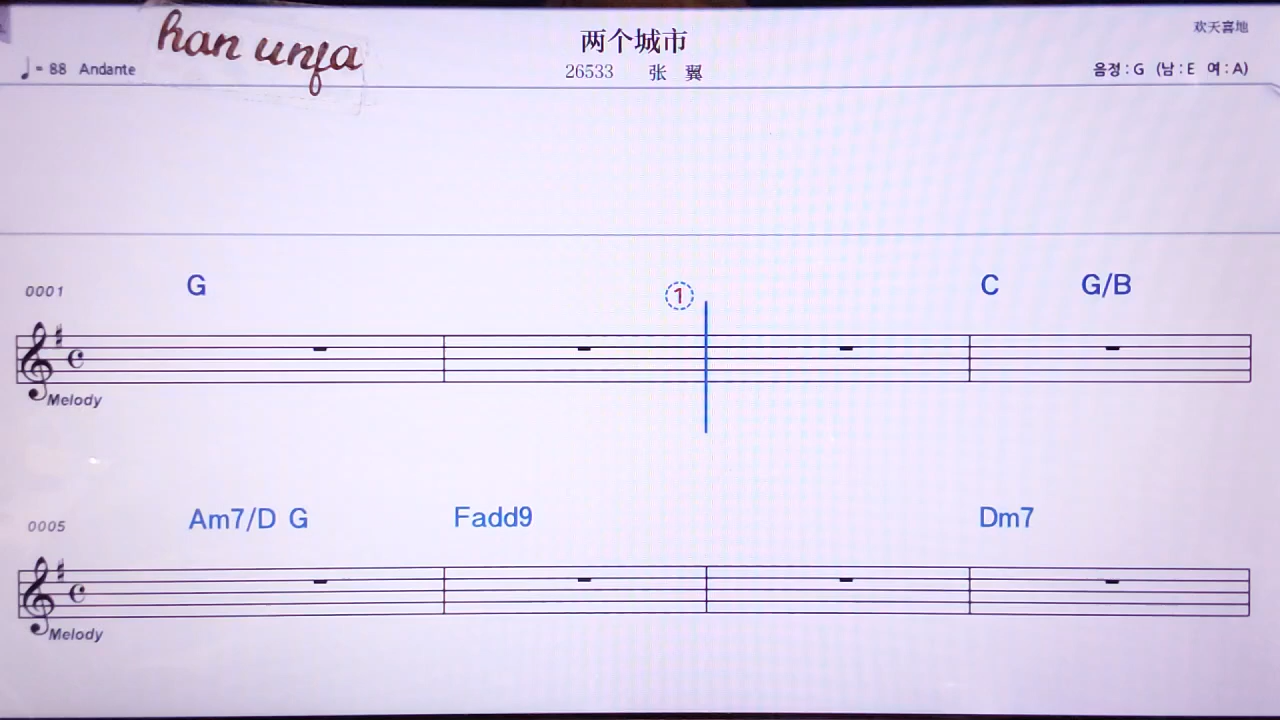 han unfa
两个城市
欢天喜地
♩= 88 Andante
26533 张 翼
음정 : G (남 : E 여 : A)
0001 G ① C G/B
Melody
0005 Am7/D G Fadd9 Dm7
Melody